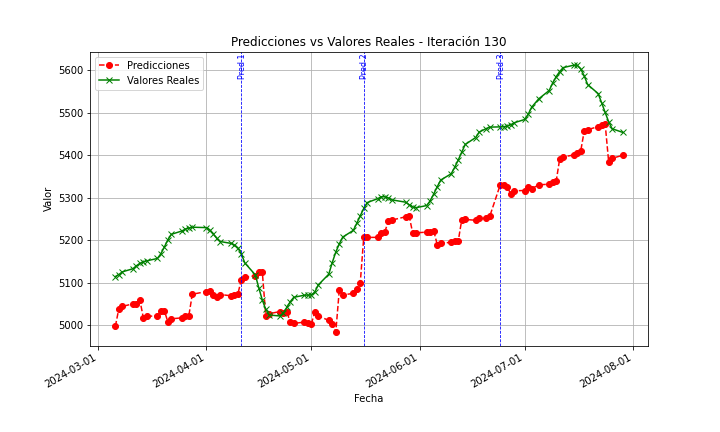 Predicciones vs Valores Reales - Iteración 130
Predicciones
Valores Reales
Pred 1
Pred 2
Pred 3
Valor
5600
5500
5400
5300
5200
5100
5000
2024-03-01
2024-04-01
2024-05-01
2024-06-01
2024-07-01
2024-08-01
Fecha